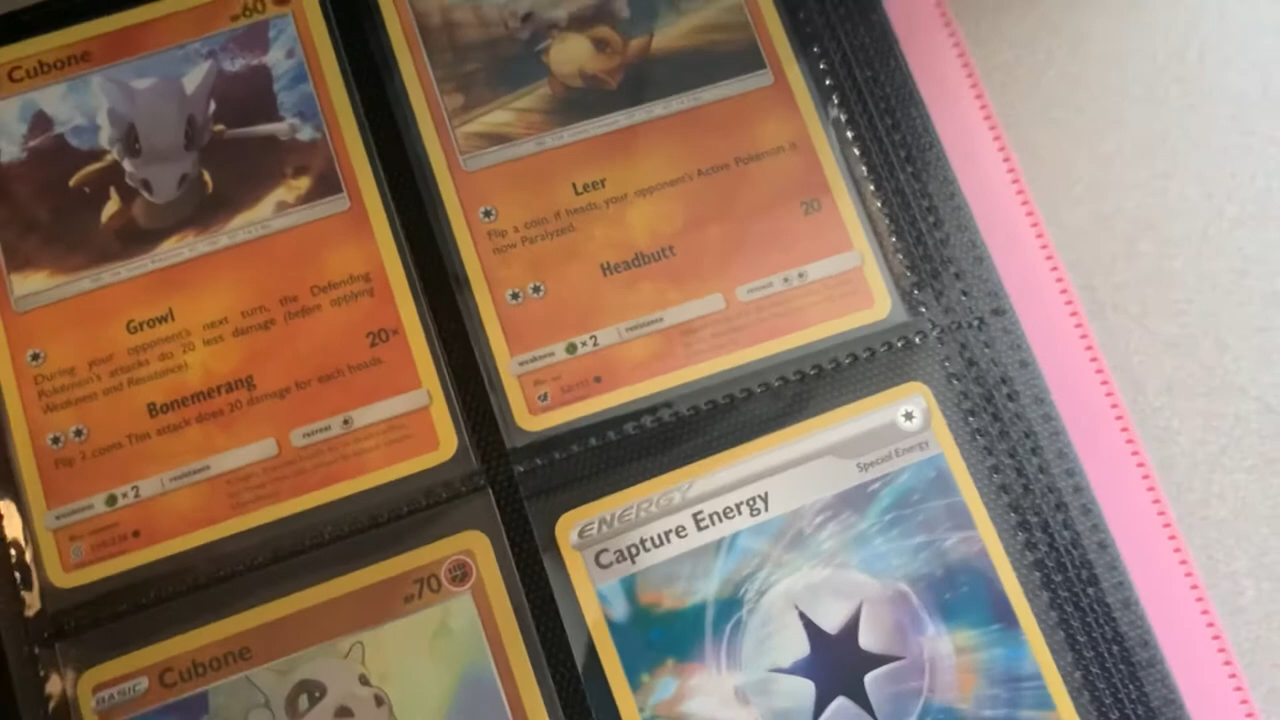 60
Cubone
Growl
During your opponent's next turn, the Defending
Pokémon's attacks do 20 less damage (before applying
Weakness and Resistance).
Bonemerang
20×
Flip 2 coins. This attack does 20 damage for each heads.
weakness ×2 resistance
retreat
Leer
Flip a coin. If heads, your opponent's Active Pokémon is
now Paralyzed.
Headbutt
20
weakness ×2 resistance
retreat
BASIC
Cubone
HP70
ENERGY
Special Energy
Capture Energy